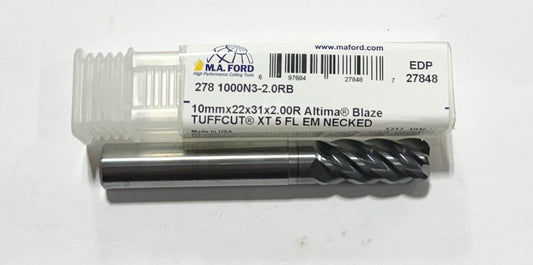 www.maford.com
M.A. FORD
High Performance Cutting Tools
6 97604 27848 7
EDP
27848
278 1000N3-2.0RB
10mmx22x31x2.00R Altima® Blaze
TUFFCUT® XT 5 FL EM NECKED
Made in USA